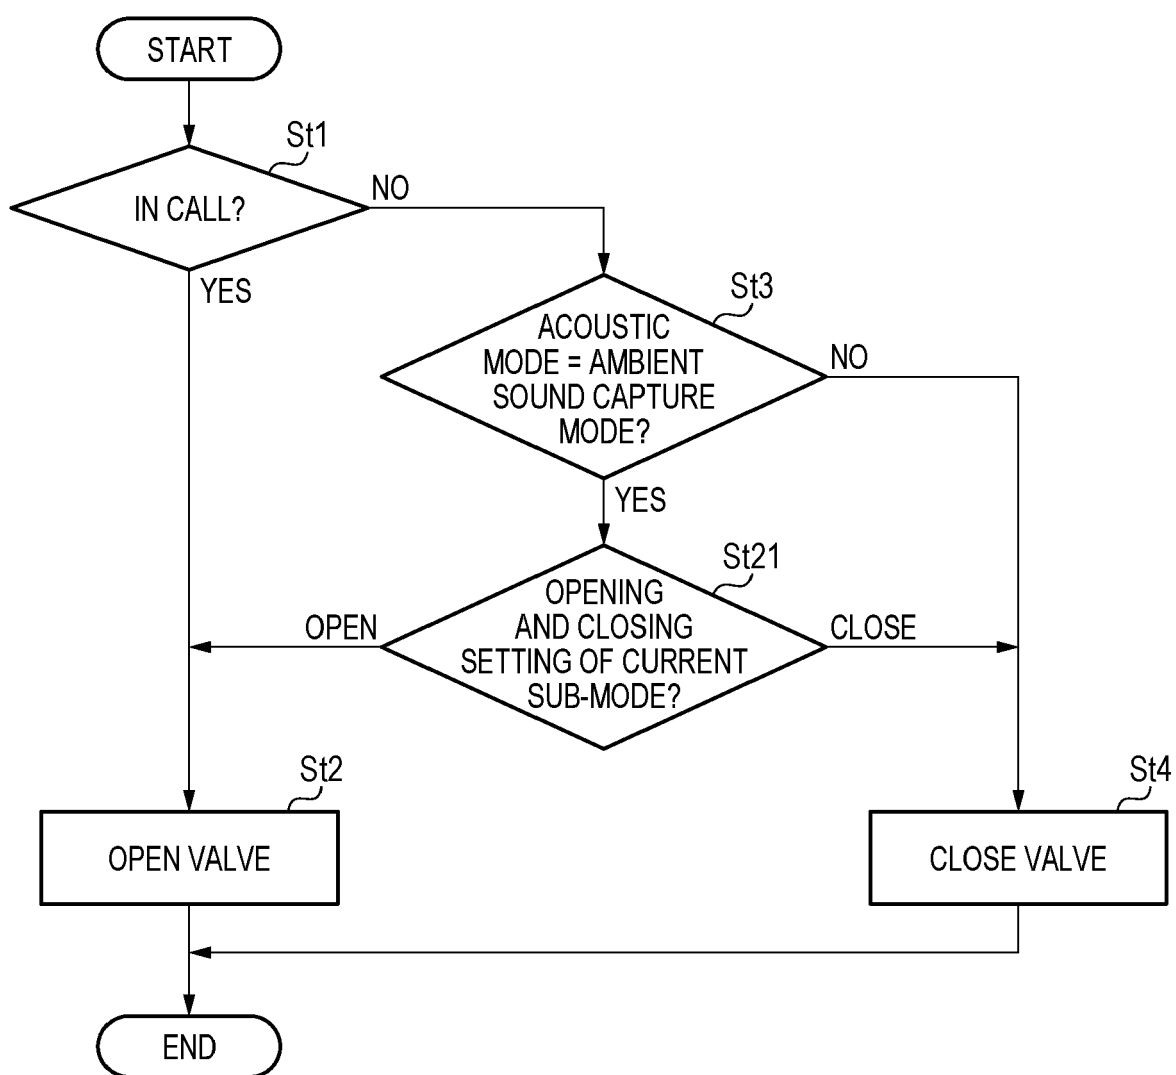 START
St1
IN CALL?
NO
YES
St3
ACOUSTIC
MODE = AMBIENT
SOUND CAPTURE
MODE?
NO
YES
St21
OPENING
AND CLOSING
SETTING OF CURRENT
SUB-MODE?
OPEN
CLOSE
St2
OPEN VALVE
St4
CLOSE VALVE
END